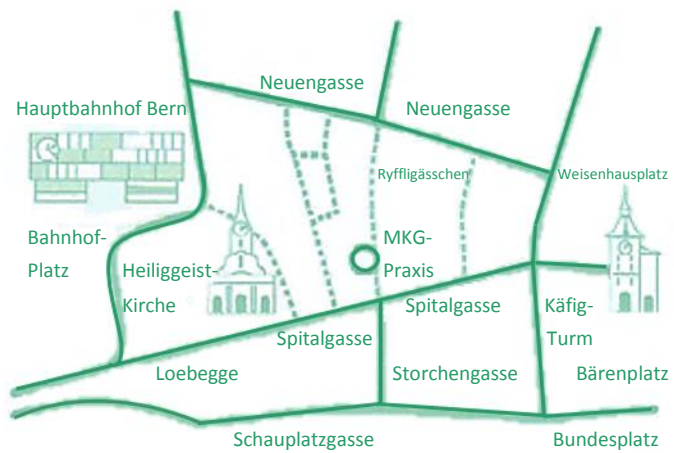 Neuengasse
Hauptbahnhof Bern
Neuengasse
Ryffligässchen
Weisenhausplatz
Bahnhof-
Platz
Heiliggeist-
Kirche
MKG-
Praxis
Spitalgasse
Käfig-
Turm
Spitalgasse
Loebegge
Storchengasse
Bärenplatz
Schauplatzgasse
Bundesplatz